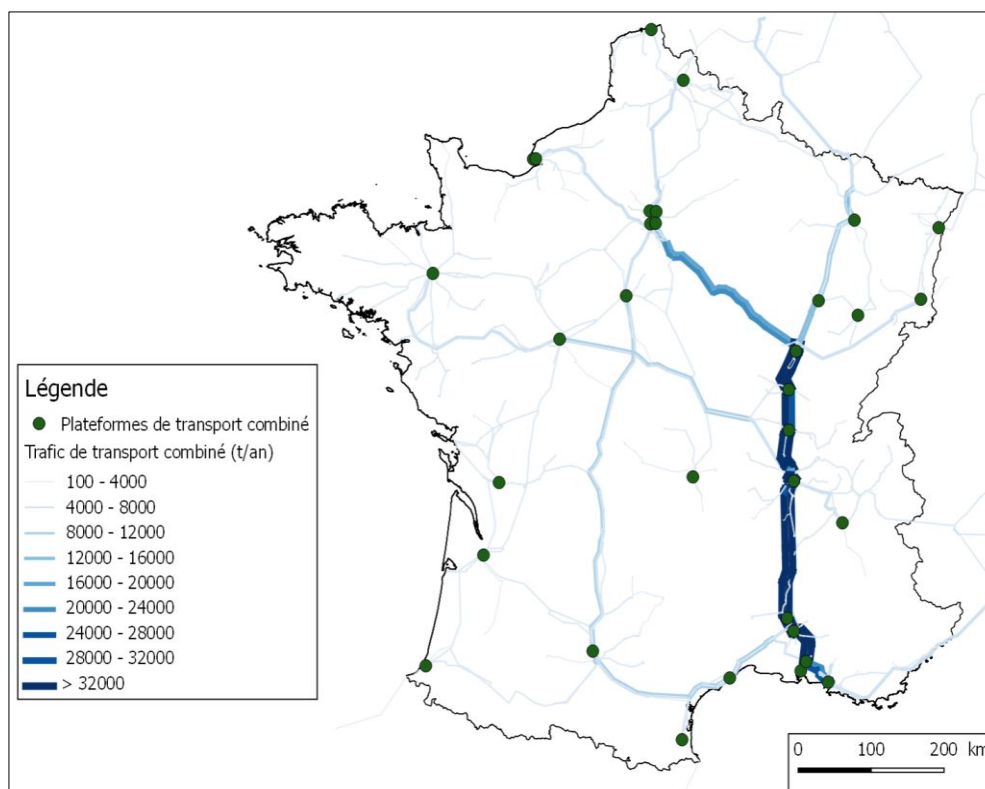 Légende
Plateformes de transport combiné
Trafic de transport combiné (t/an)
100 - 4000
4000 - 8000
8000 - 12000
12000 - 16000
16000 - 20000
20000 - 24000
24000 - 28000
28000 - 32000
> 32000
0 100 200 km